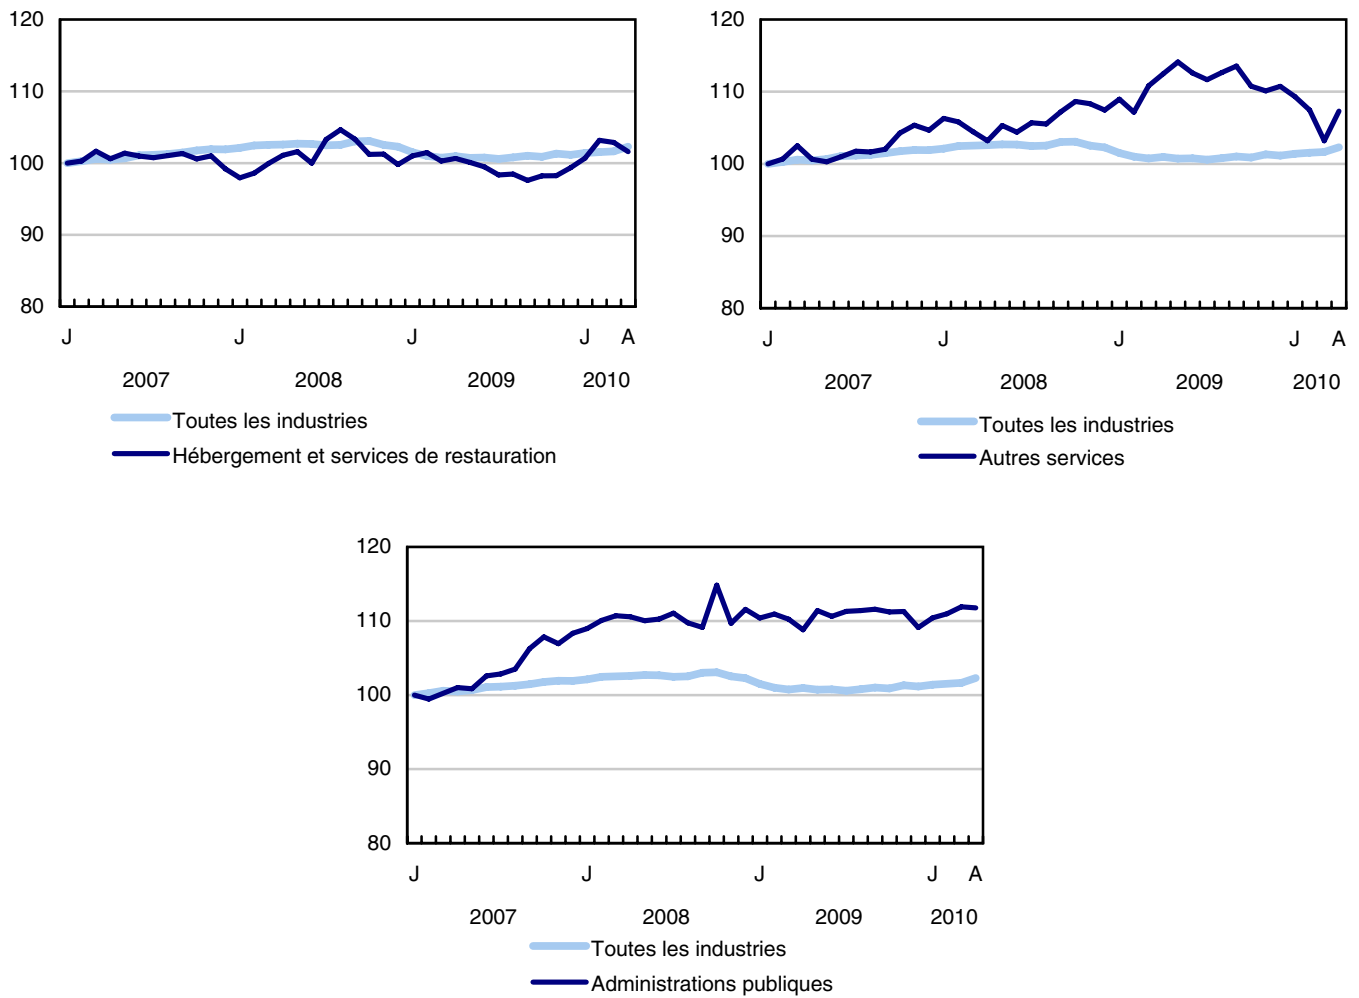 120
110
100
90
80
J J J J A
2007 2008 2009 2010
Toutes les industries
Hébergement et services de restauration
120
110
100
90
80
J J J J A
2007 2008 2009 2010
Toutes les industries
Autres services
120
110
100
90
80
J J J J A
2007 2008 2009 2010
Toutes les industries
Administrations publiques